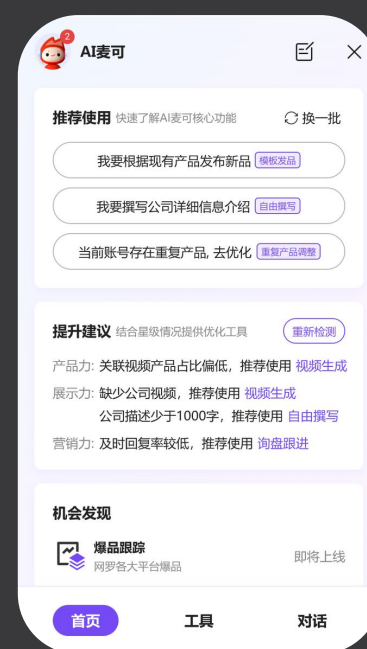 2
AI麦可
推荐使用 快速了解AI麦可核心功能 换一批
我要根据现有产品发布新品 模板发品
我要撰写公司详细信息介绍 自由撰写
当前账号存在重复产品, 去优化 重复产品调整
提升建议 结合星级情况提供优化工具 重新检测
产品力: 关联视频产品占比偏低，推荐使用 视频生成
展示力: 缺少公司视频，推荐使用 视频生成
公司描述少于1000字，推荐使用 自由撰写
营销力: 及时回复率较低，推荐使用 询盘跟进
机会发现
爆品跟踪
网罗各大平台爆品
即将上线
首页 工具 对话